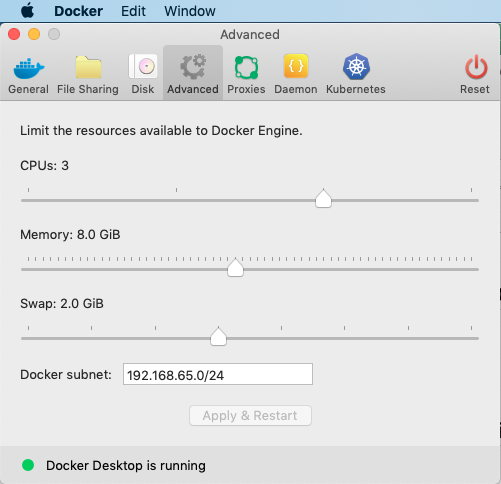 Docker Edit Window
Advanced
General File Sharing Disk Advanced Proxies Daemon Kubernetes Reset
Limit the resources available to Docker Engine.
CPUs: 3
Memory: 8.0 GiB
Swap: 2.0 GiB
Docker subnet: 192.168.65.0/24
Apply & Restart
Docker Desktop is running